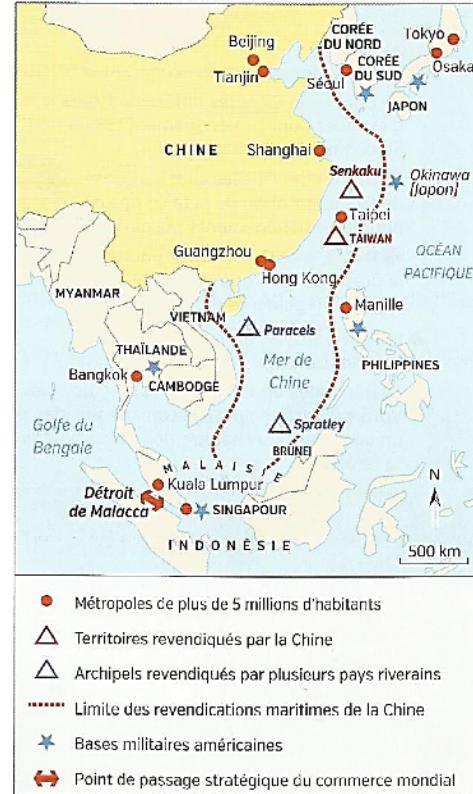 CORÉE
DU NORD
Tokyo
Beijing
CORÉE
DU SUD
Tianjin
Séoul
Osaka
JAPON
CHINE
Shanghai
Senkaku
Okinawa
[Japon]
Taipei
TAIWAN
OCÉAN
PACIFIQUE
Guangzhou
Hong Kong
MYANMAR
VIETNAM
Manille
Paracels
THAÏLANDE
Mer de
Chine
PHILIPPINES
Bangkok
CAMBODGE
Golfe du
Bengale
Spratley
BRUNEI
MALAISIE
Kuala Lumpur
N
Détroit
de Malacca
SINGAPOUR
INDONÉSIE
500 km
Métropoles de plus de 5 millions d'habitants
Territoires revendiqués par la Chine
Archipels revendiqués par plusieurs pays riverains
Limite des revendications maritimes de la Chine
Bases militaires américaines
Point de passage stratégique du commerce mondial